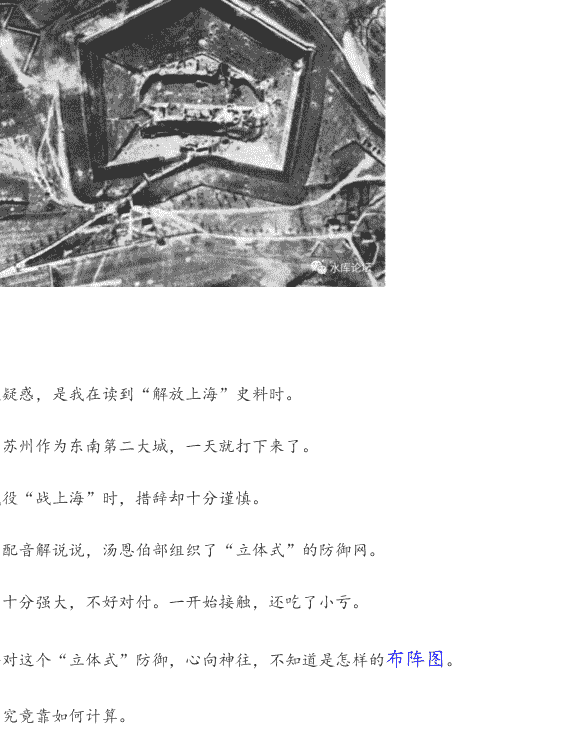 水库论坛
疑惑，是我在读到“解放上海”史料时。
苏州作为东南第二大城，一天就打下来了。
役“战上海”时，措辞却十分谨慎。
配音解说说，汤恩伯部组织了“立体式”的防御网。
十分强大，不好对付。一开始接触，还吃了小亏。
对这个“立体式”防御，心向神往，不知道是怎样的布阵图。
究竟靠如何计算。